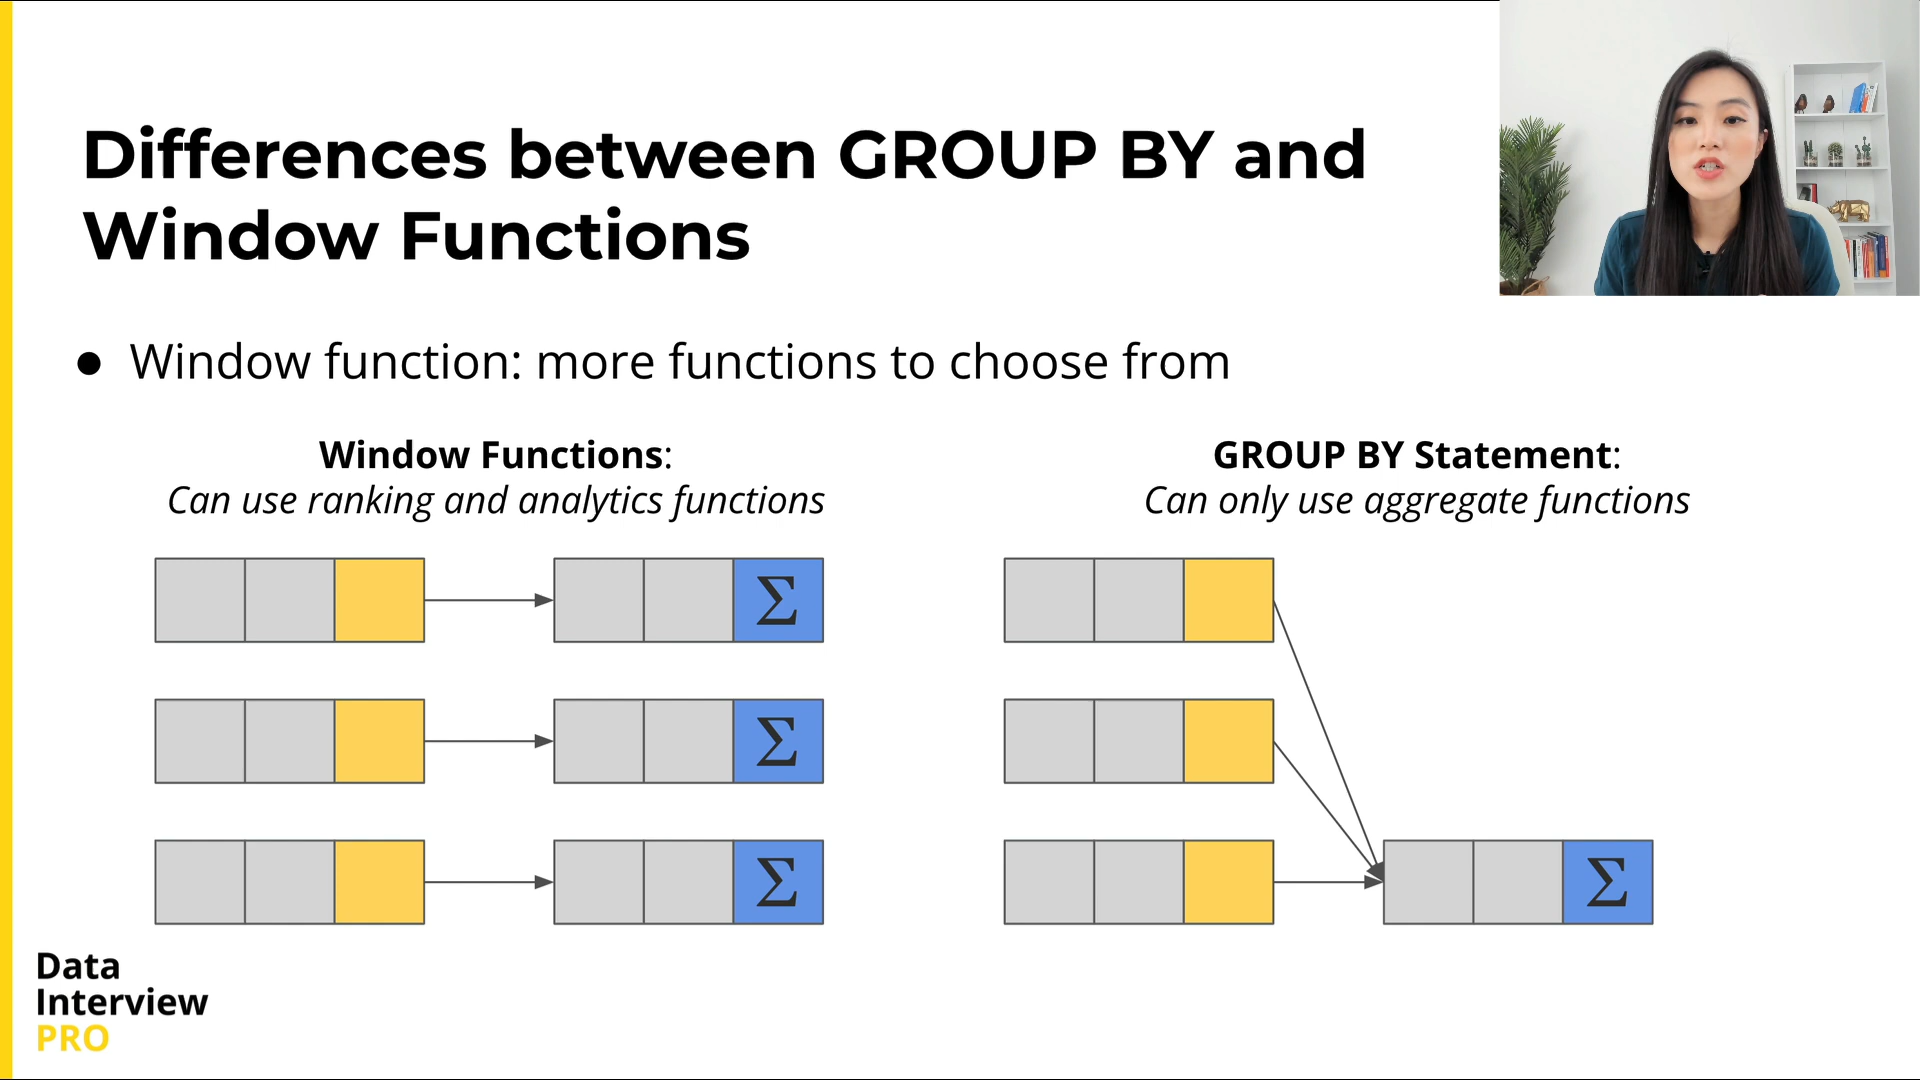 Differences between GROUP BY and
Window Functions
● Window function: more functions to choose from
Window Functions:
Can use ranking and analytics functions
GROUP BY Statement:
Can only use aggregate functions
Σ
Σ
Σ
Σ
Data
Interview
PRO